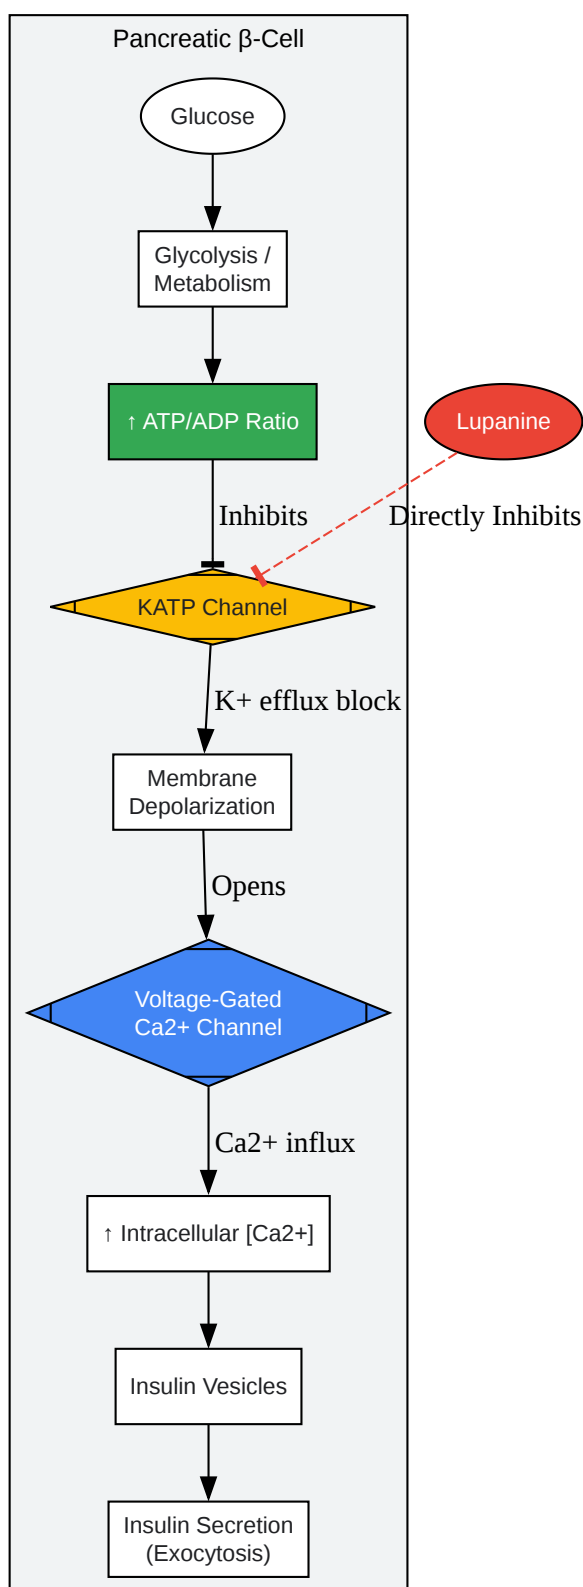 Pancreatic β-Cell
Glucose
Glycolysis /
Metabolism
↑ ATP/ADP Ratio
Lupanine
Inhibits
Directly Inhibits
KATP Channel
K+ efflux block
Membrane
Depolarization
Opens
Voltage-Gated
Ca2+ Channel
Ca2+ influx
↑ Intracellular [Ca2+]
Insulin Vesicles
Insulin Secretion
(Exocytosis)